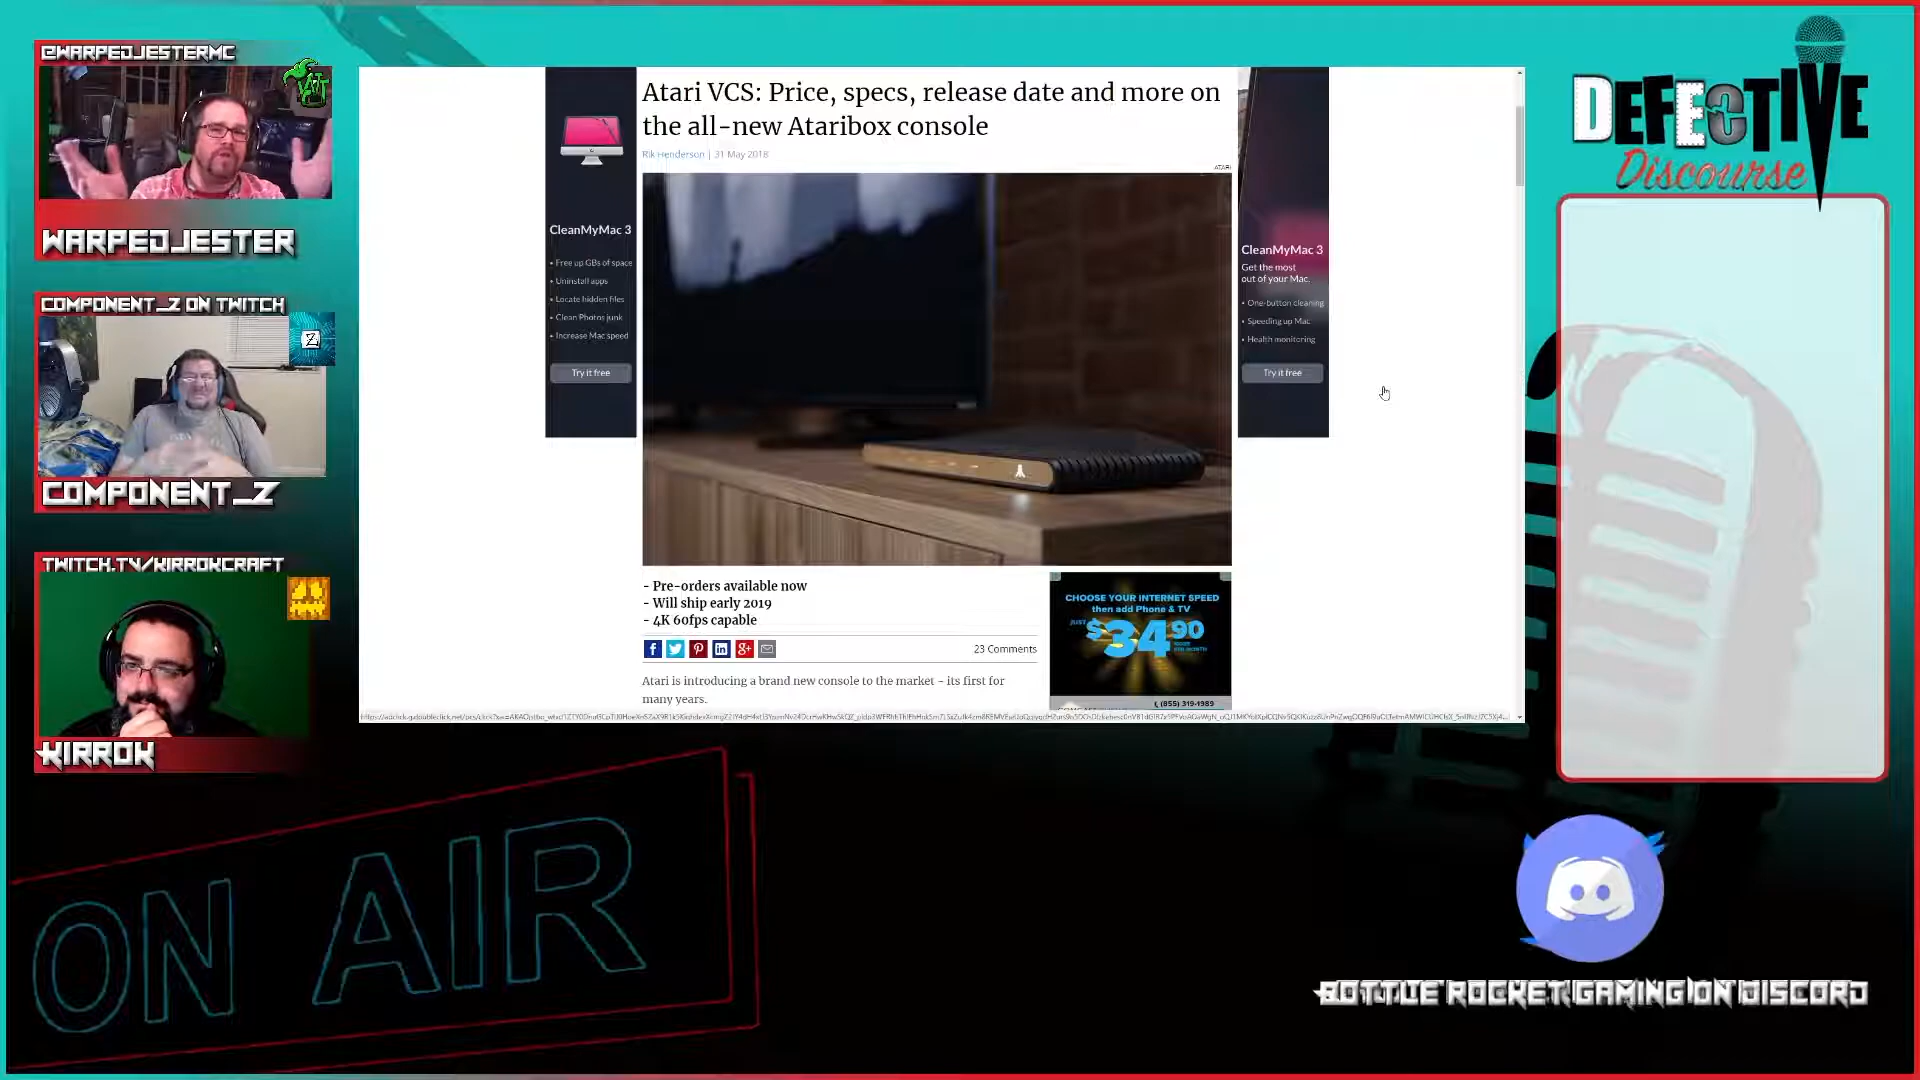 @WARPEDJESTERMC
WARPEDJESTER
COMPONENT_Z ON TWITCH
Z
COMPONENT_Z
TWITCH.TV/KIRROKCRAFT
KIRROK
Atari VCS: Price, specs, release date and more on
the all-new Ataribox console
Rik Henderson | 31 May 2018
ATARI
CleanMyMac 3
• Free up GBs of space
• Uninstall apps
• Locate hidden files
• Clean Photos junk
• Increase Mac speed
Try it free
CleanMyMac 3
Get the most
out of your Mac.
• One-button cleaning
• Speeding up Mac
• Health monitoring
Try it free
- Pre-orders available now
- Will ship early 2019
- 4K 60fps capable
23 Comments
Atari is introducing a brand new console to the market - its first for
many years.
CHOOSE YOUR INTERNET SPEED
then add Phone & TV
JUST
$34.90
(855) 319-1989
DEFECTIVE
Discourse
ON AIR
BOTTLE ROCKET GAMING ON DISCORD